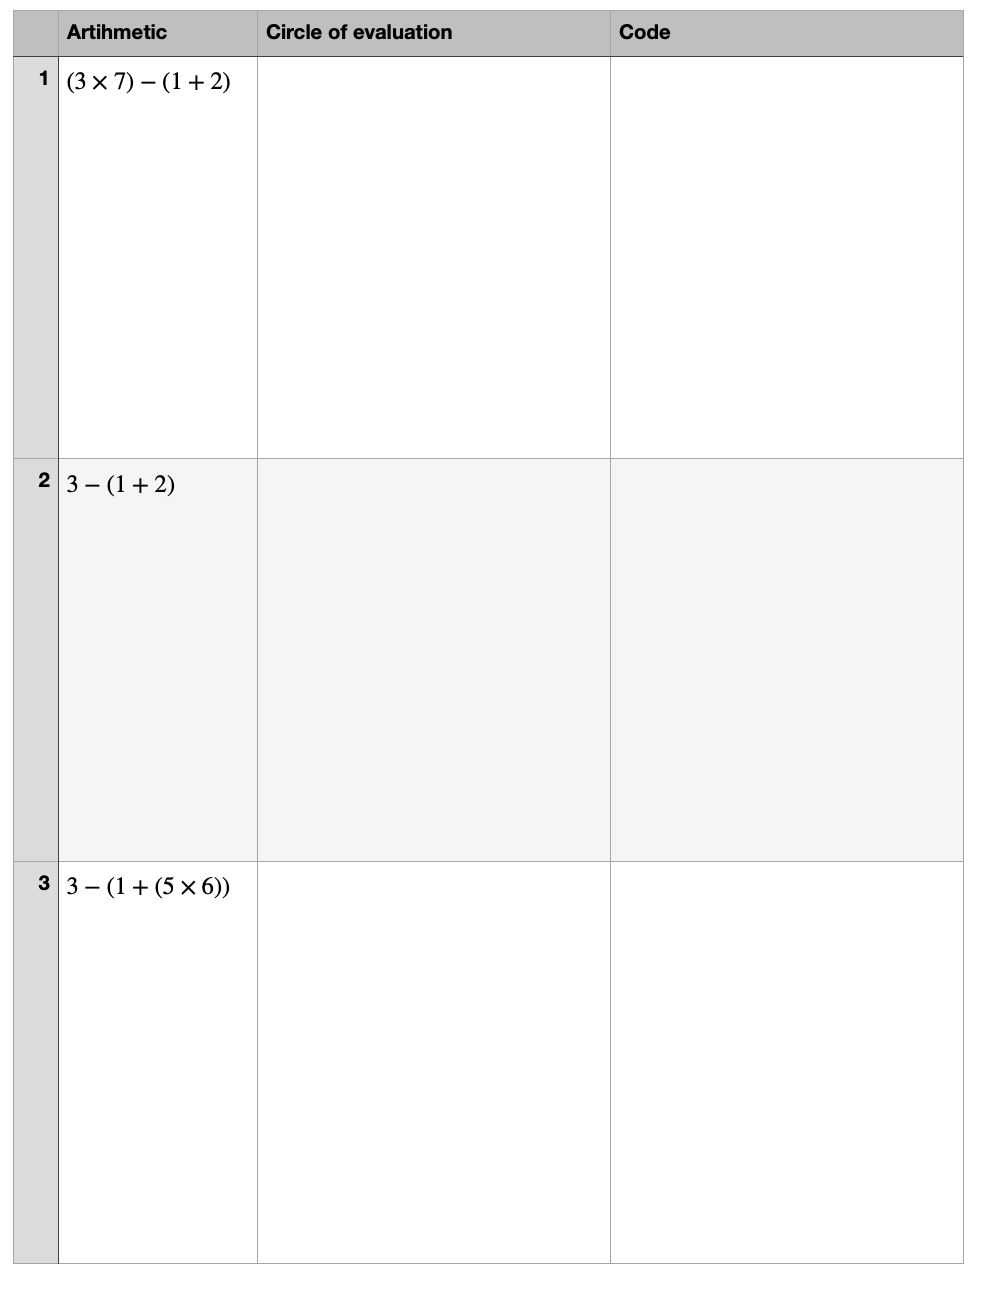 Artihmetic Circle of evaluation Code
1 (3 × 7) − (1 + 2)
2 3 − (1 + 2)
3 3 − (1 + (5 × 6))